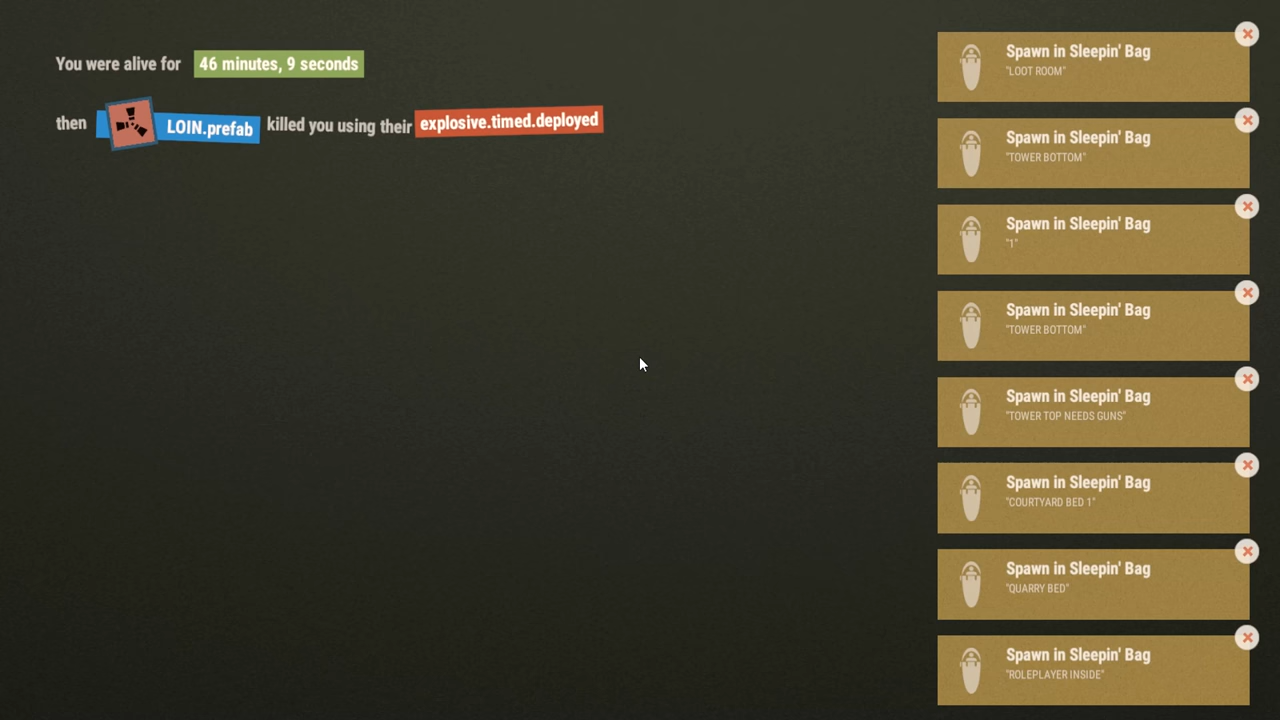 You were alive for 46 minutes, 9 seconds
then LOIN.prefab killed you using their explosive.timed.deployed
Spawn in Sleepin' Bag
"LOOT ROOM"
Spawn in Sleepin' Bag
"TOWER BOTTOM"
Spawn in Sleepin' Bag
"1"
Spawn in Sleepin' Bag
"TOWER BOTTOM"
Spawn in Sleepin' Bag
"TOWER TOP NEEDS GUNS"
Spawn in Sleepin' Bag
"COURTYARD BED 1"
Spawn in Sleepin' Bag
"QUARRY BED"
Spawn in Sleepin' Bag
"ROLEPLAYER INSIDE"